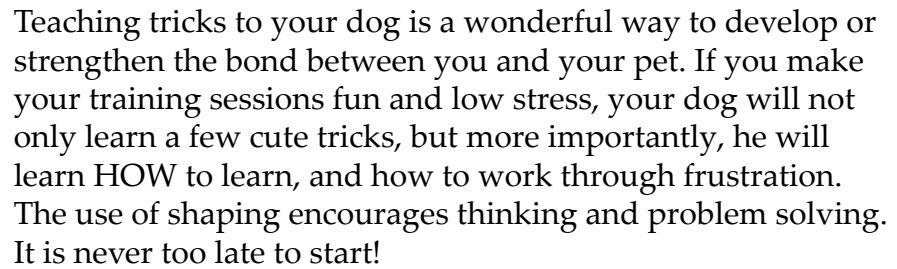 Teaching tricks to your dog is a wonderful way to develop or
strengthen the bond between you and your pet. If you make
your training sessions fun and low stress, your dog will not
only learn a few cute tricks, but more importantly, he will
learn HOW to learn, and how to work through frustration.
The use of shaping encourages thinking and problem solving.
It is never too late to start!